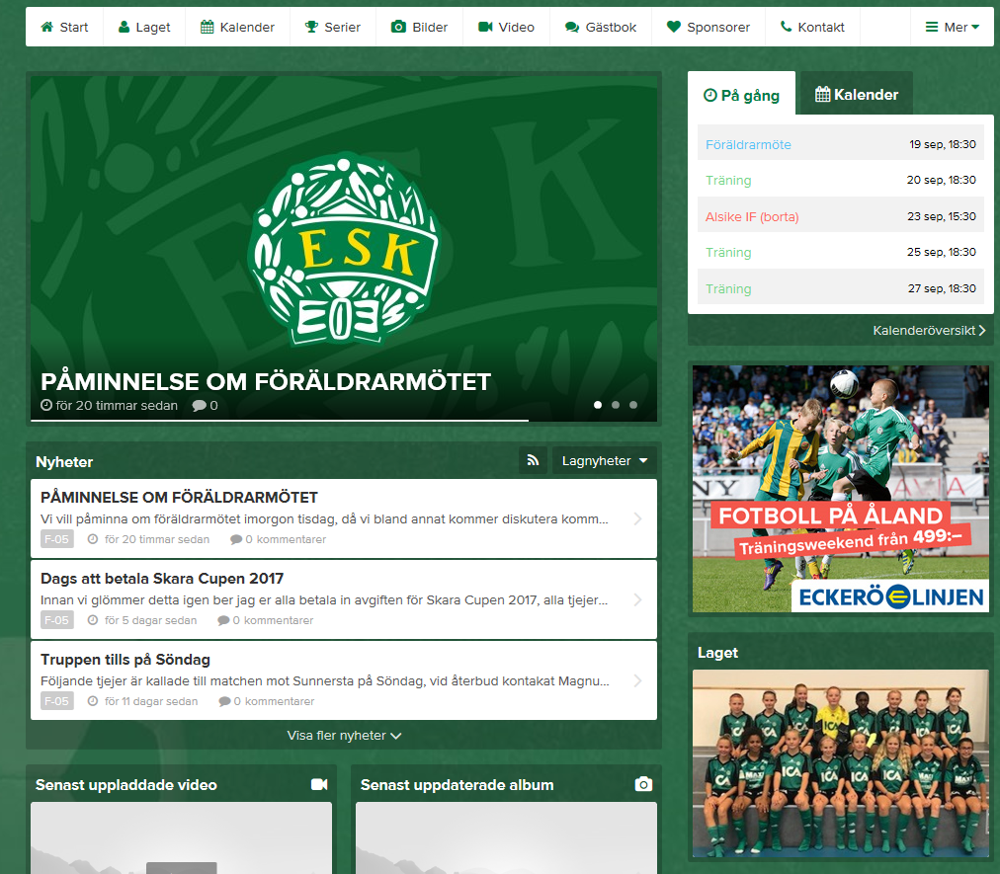 Start
Laget
Kalender
Serier
Bilder
Video
Gästbok
Sponsorer
Kontakt
Mer
ESK
ESK
PÅMINNELSE OM FÖRÄLDRARMÖTET
för 20 timmar sedan 0
Nyheter
Lagnyheter
PÅMINNELSE OM FÖRÄLDRARMÖTET
Vi vill påminna om föräldrarmötet imorgon tisdag, då vi bland annat kommer diskutera komm...
F-05 för 20 timmar sedan 0 kommentarer
Dags att betala Skara Cupen 2017
Innan vi glömmer detta igen ber jag er alla betala in avgiften för Skara Cupen 2017, alla tjejer...
F-05 för 5 dagar sedan 0 kommentarer
Truppen tills på Söndag
Följande tjejer är kallade till matchen mot Sunnersta på Söndag, vid återbud kontakat Magnu...
F-05 för 11 dagar sedan 0 kommentarer
Visa fler nyheter
Senast uppladdade video
Senast uppdaterade album
På gång
Kalender
Föräldrarmöte 19 sep, 18:30
Träning 20 sep, 18:30
Alsike IF (borta) 23 sep, 15:30
Träning 25 sep, 18:30
Träning 27 sep, 18:30
Kalenderöversikt
FOTBOLL PÅ ÅLAND
Träningsweekend från 499:–
ECKERÖ LINJEN
Laget
ICA
ICA
ICA
ICA
MAXI